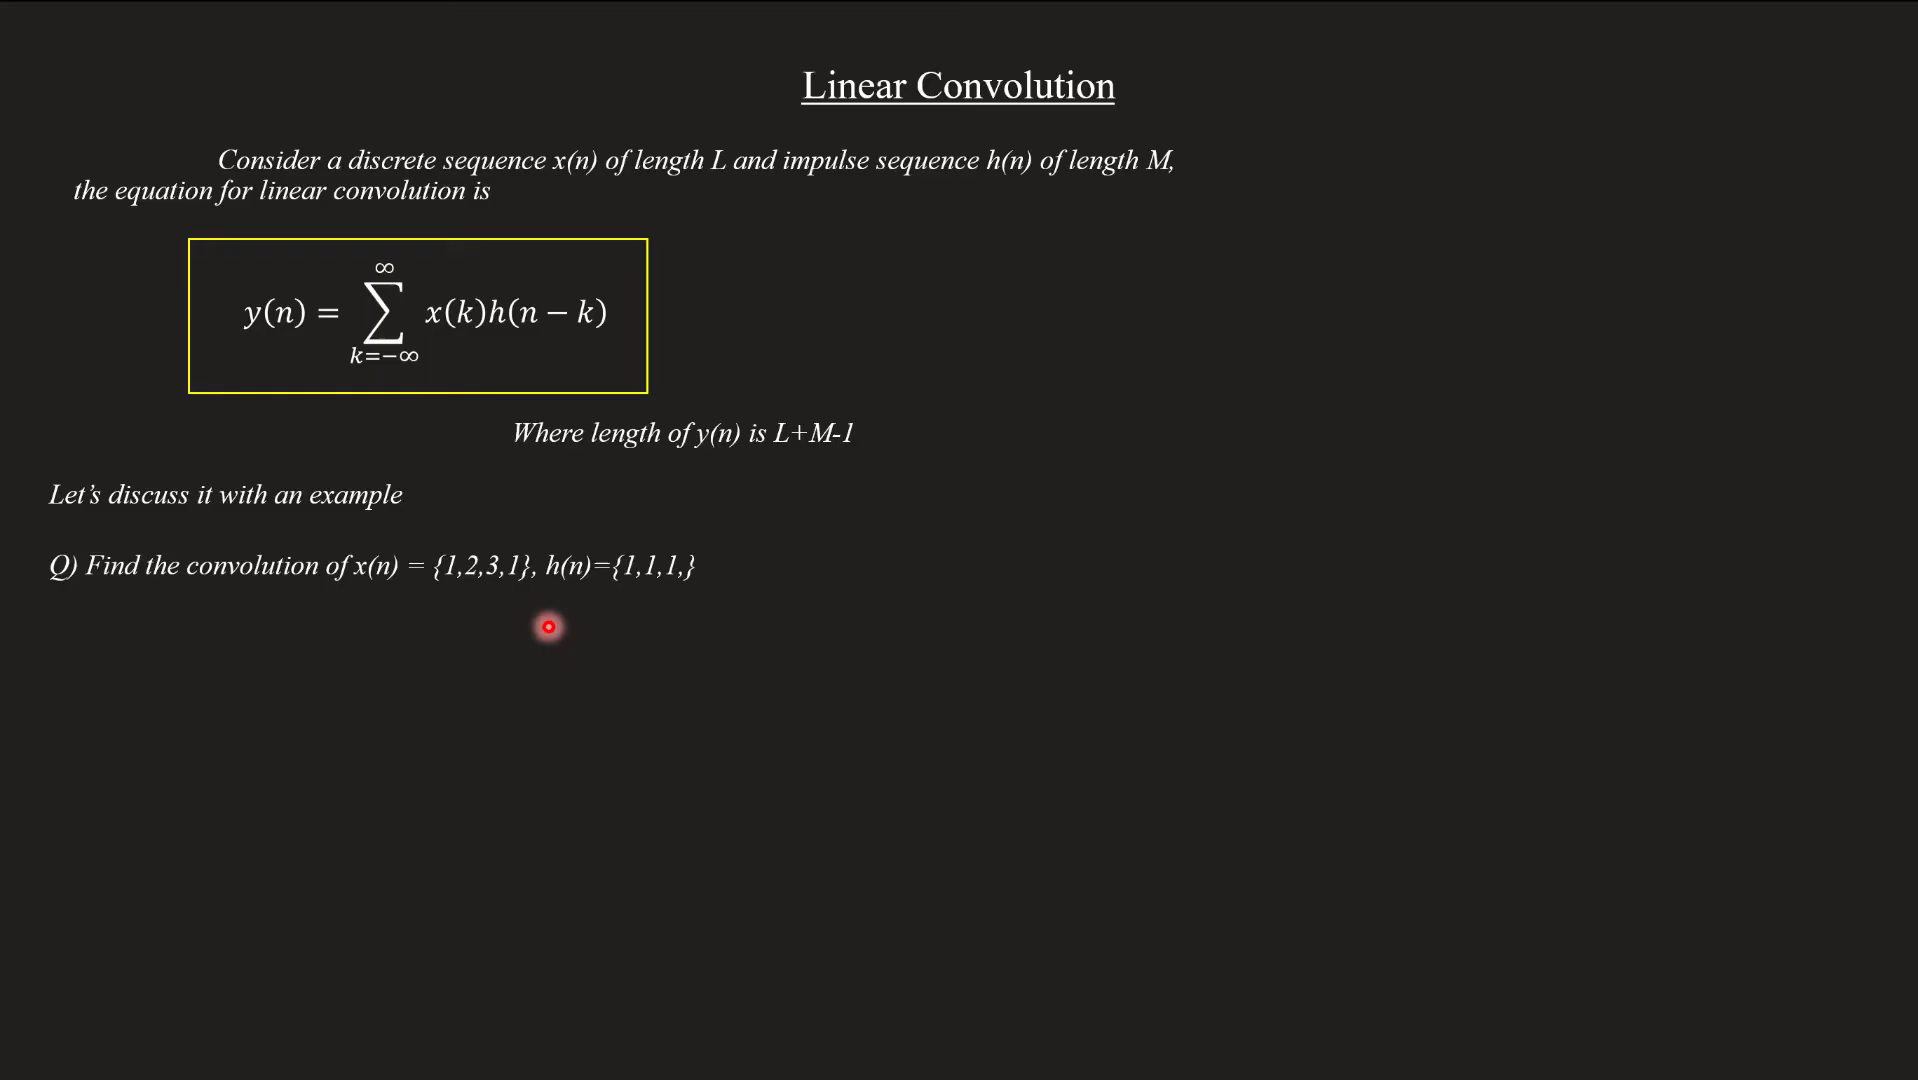 Linear Convolution
Consider a discrete sequence x(n) of length L and impulse sequence h(n) of length M,
the equation for linear convolution is
y(n) = ∑_{k=−∞}^{∞} x(k)h(n − k)
Where length of y(n) is L+M-1
Let’s discuss it with an example
Q) Find the convolution of x(n) = {1,2,3,1}, h(n)={1,1,1,}